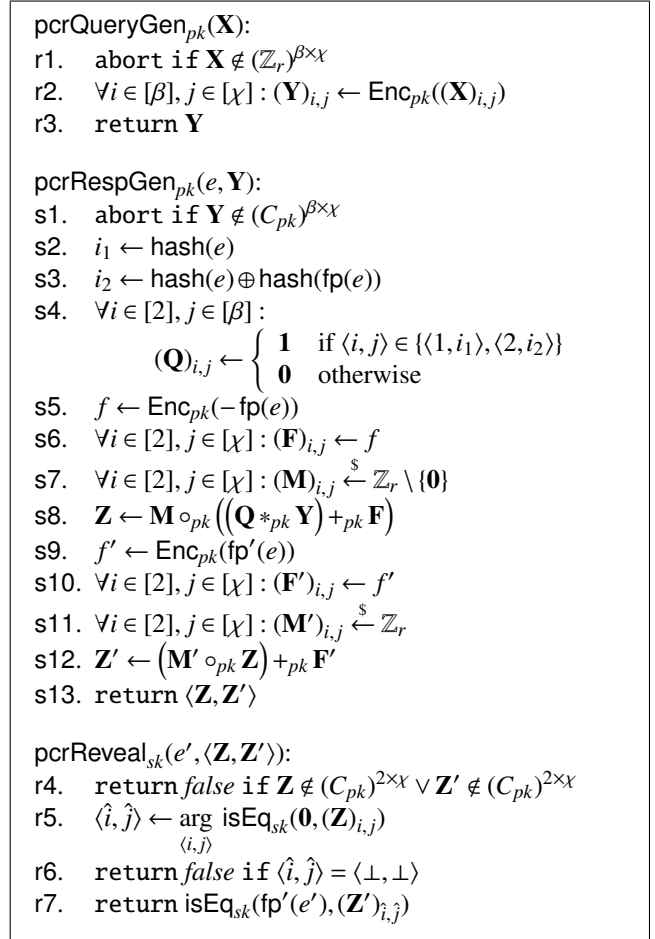 pcrQueryGen_pk(X):
r1. abort if X ∉ (ℤ_r)^{β×χ}
r2. ∀i ∈ [β], j ∈ [χ] : (Y)_{i,j} ← Enc_pk((X)_{i,j})
r3. return Y
pcrRespGen_pk(e,Y):
s1. abort if Y ∉ (C_pk)^{β×χ}
s2. i_1 ← hash(e)
s3. i_2 ← hash(e)⊕hash(fp(e))
s4. ∀i ∈ [2], j ∈ [β] :
(Q)_{i,j} ← { 1 if ⟨i, j⟩ ∈ {⟨1,i_1⟩,⟨2,i_2⟩}
0 otherwise
s5. f ← Enc_pk(−fp(e))
s6. ∀i ∈ [2], j ∈ [χ] : (F)_{i,j} ← f
s7. ∀i ∈ [2], j ∈ [χ] : (M)_{i,j} ←^$ ℤ_r \ {0}
s8. Z ← M ∘_pk ((Q *_pk Y) +_pk F)
s9. f′ ← Enc_pk(fp′(e))
s10. ∀i ∈ [2], j ∈ [χ] : (F′)_{i,j} ← f′
s11. ∀i ∈ [2], j ∈ [χ] : (M′)_{i,j} ←^$ ℤ_r
s12. Z′ ← (M′ ∘_pk Z) +_pk F′
s13. return ⟨Z,Z′⟩
pcrReveal_sk(e′,⟨Z,Z′⟩):
r4. return false if Z ∉ (C_pk)^{2×χ} ∨ Z′ ∉ (C_pk)^{2×χ}
r5. ⟨î, ĵ⟩ ← arg_{⟨i,j⟩} isEq_sk(0,(Z)_{i,j})
r6. return false if ⟨î, ĵ⟩ = ⟨⊥,⊥⟩
r7. return isEq_sk(fp′(e′),(Z′)_{î,ĵ})